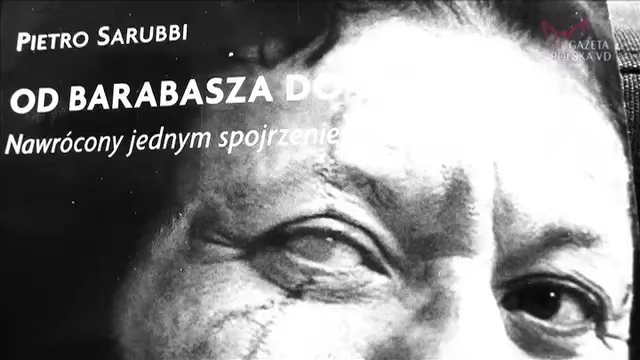 PIETRO SARUBBI
OD BARABASZA DO
Nawrócony jednym spojrzenie
GAZETA
POLSKA VD